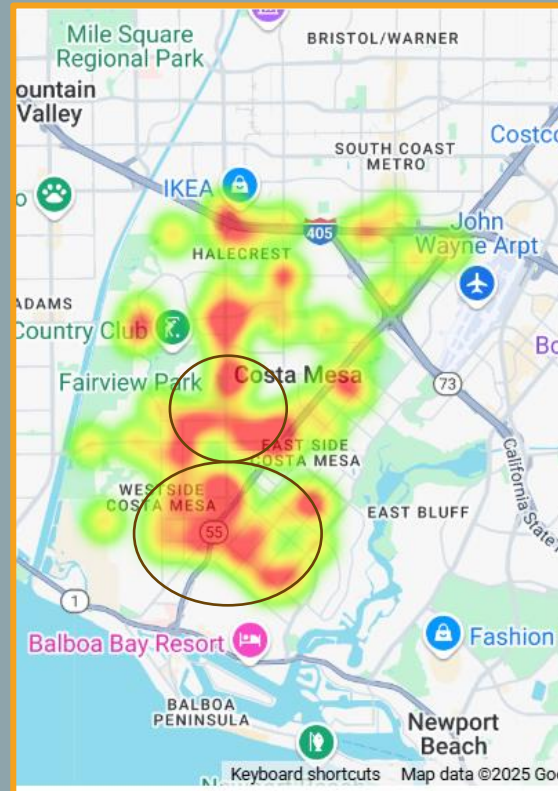 Mile Square
Regional Park
BRISTOL/WARNER
ountain
Valley
SOUTH COAST
METRO
Costco
IKEA
405
John
Wayne Arpt
HALECREST
ADAMS
Country Club
Fairview Park
Costa Mesa
73
EAST SIDE
COSTA MESA
WESTSIDE
COSTA MESA
EAST BLUFF
California State
55
1
Balboa Bay Resort
Fashion
BALBOA
PENINSULA
Newport
Beach
Keyboard shortcuts
Map data ©2025 Goo